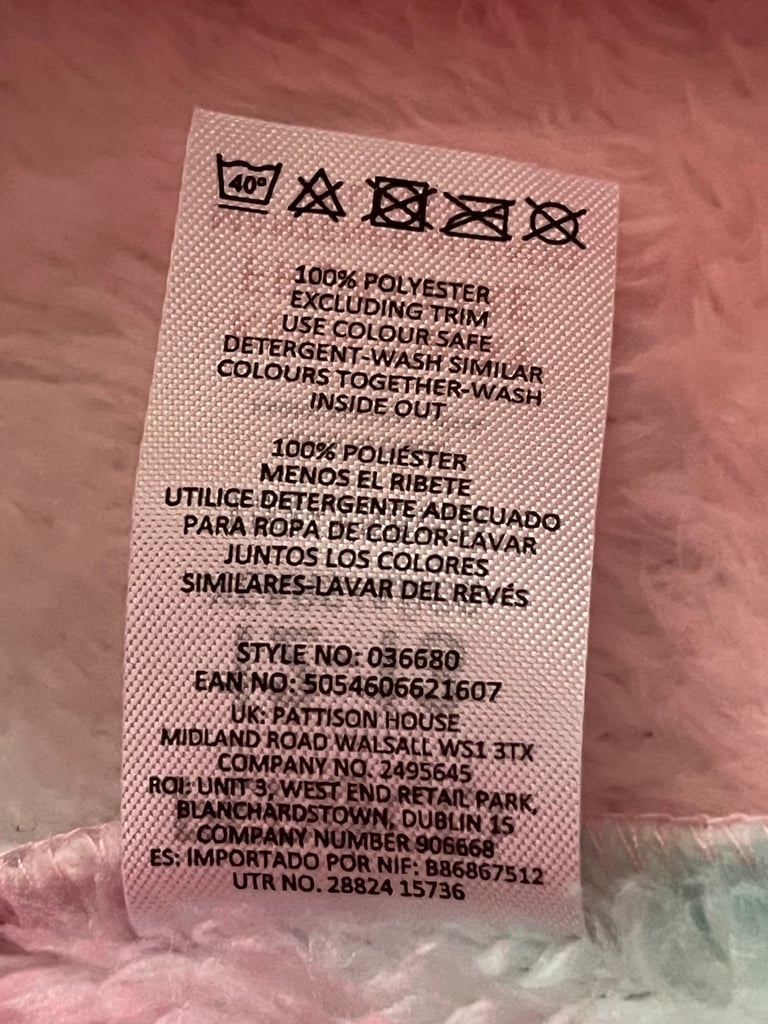 40°
100% POLYESTER
EXCLUDING TRIM
USE COLOUR SAFE
DETERGENT-WASH SIMILAR
COLOURS TOGETHER-WASH
INSIDE OUT
100% POLIÉSTER
MENOS EL RIBETE
UTILICE DETERGENTE ADECUADO
PARA ROPA DE COLOR-LAVAR
JUNTOS LOS COLORES
SIMILARES-LAVAR DEL REVÉS
STYLE NO: 036680
EAN NO: 5054606621607
UK: PATTISON HOUSE
MIDLAND ROAD WALSALL WS1 3TX
COMPANY NO. 2495645
ROI: UNIT 3, WEST END RETAIL PARK,
BLANCHARDSTOWN, DUBLIN 15
COMPANY NUMBER 906668
ES: IMPORTADO POR NIF: B86867512
UTR NO. 28824 15736